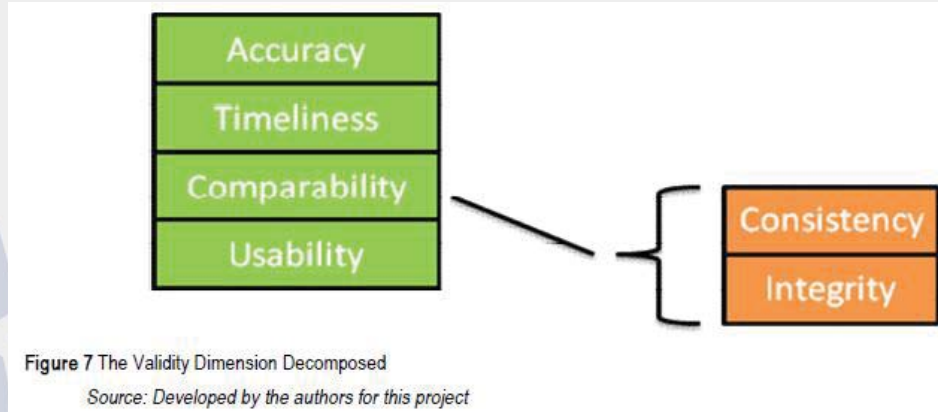 Accuracy
Timeliness
Comparability
Usability
Consistency
Integrity
Figure 7 The Validity Dimension Decomposed
Source: Developed by the authors for this project